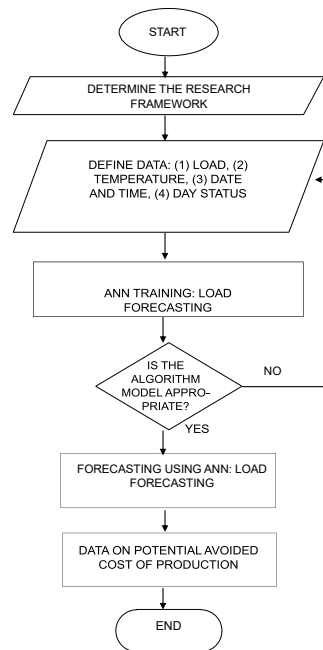 START
DETERMINE THE RESEARCH
FRAMEWORK
DEFINE DATA: (1) LOAD, (2)
TEMPERATURE, (3) DATE
AND TIME, (4) DAY STATUS
ANN TRAINING: LOAD
FORECASTING
IS THE
ALGORITHM
MODEL APPRO-
PRIATE?
NO
YES
FORECASTING USING ANN: LOAD
FORECASTING
DATA ON POTENTIAL AVOIDED
COST OF PRODUCTION
END